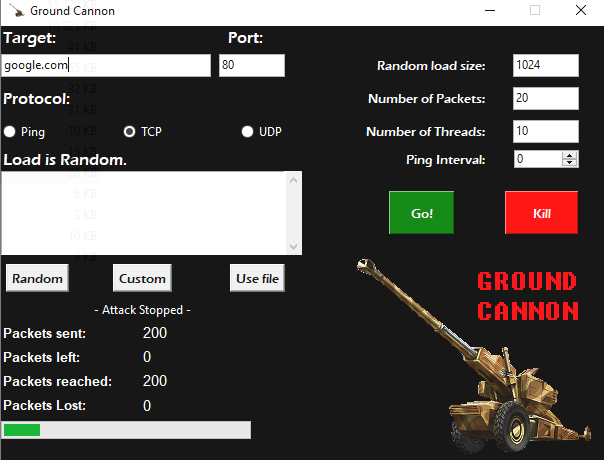 Ground Cannon
Target: Port:
google.com 80
Random load size: 1024
Protocol:
Number of Packets: 20
Ping TCP UDP
Number of Threads: 10
Load is Random.
Ping Interval: 0
Go! Kill
Random Custom Use file
GROUND
CANNON
- Attack Stopped -
Packets sent: 200
Packets left: 0
Packets reached: 200
Packets Lost: 0